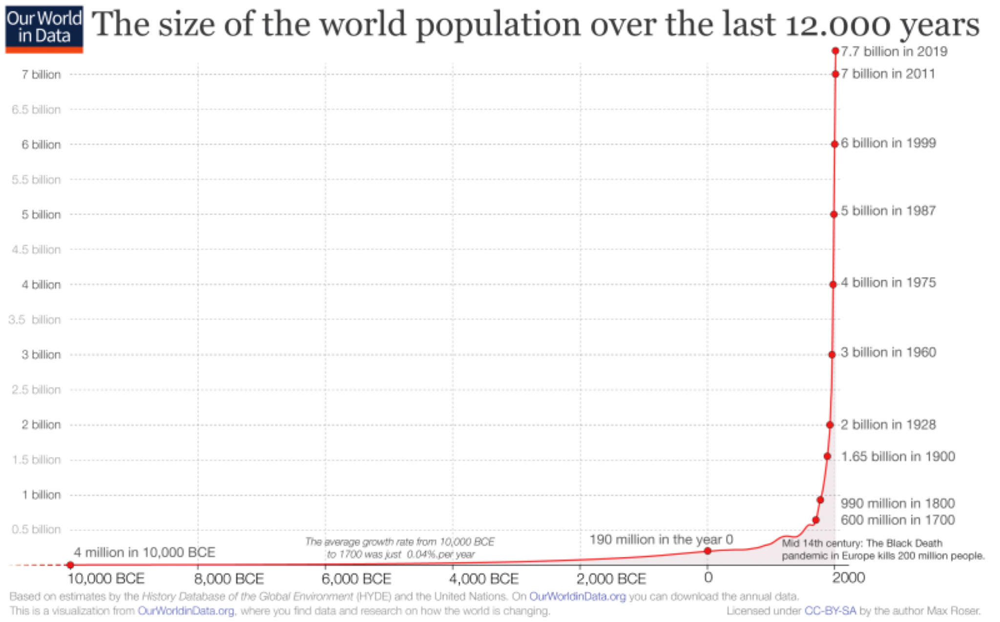 Our World
in Data
The size of the world population over the last 12.000 years
7.7 billion in 2019
7 billion
7 billion in 2011
6.5 billion
6 billion
6 billion in 1999
5.5 billion
5 billion
5 billion in 1987
4.5 billion
4 billion
4 billion in 1975
3.5 billion
3 billion
3 billion in 1960
2.5 billion
2 billion
2 billion in 1928
1.5 billion
1.65 billion in 1900
1 billion
990 million in 1800
600 million in 1700
0.5 billion
The average growth rate from 10,000 BCE
to 1700 was just 0.04% per year
190 million in the year 0
Mid 14th century: The Black Death
pandemic in Europe kills 200 million people.
4 million in 10,000 BCE
10,000 BCE
8,000 BCE
6,000 BCE
4,000 BCE
2,000 BCE
0
2000
Based on estimates by the History Database of the Global Environment (HYDE) and the United Nations. On OurWorldinData.org you can download the annual data.
This is a visualization from OurWorldinData.org, where you find data and research on how the world is changing.
Licensed under CC-BY-SA by the author Max Roser.